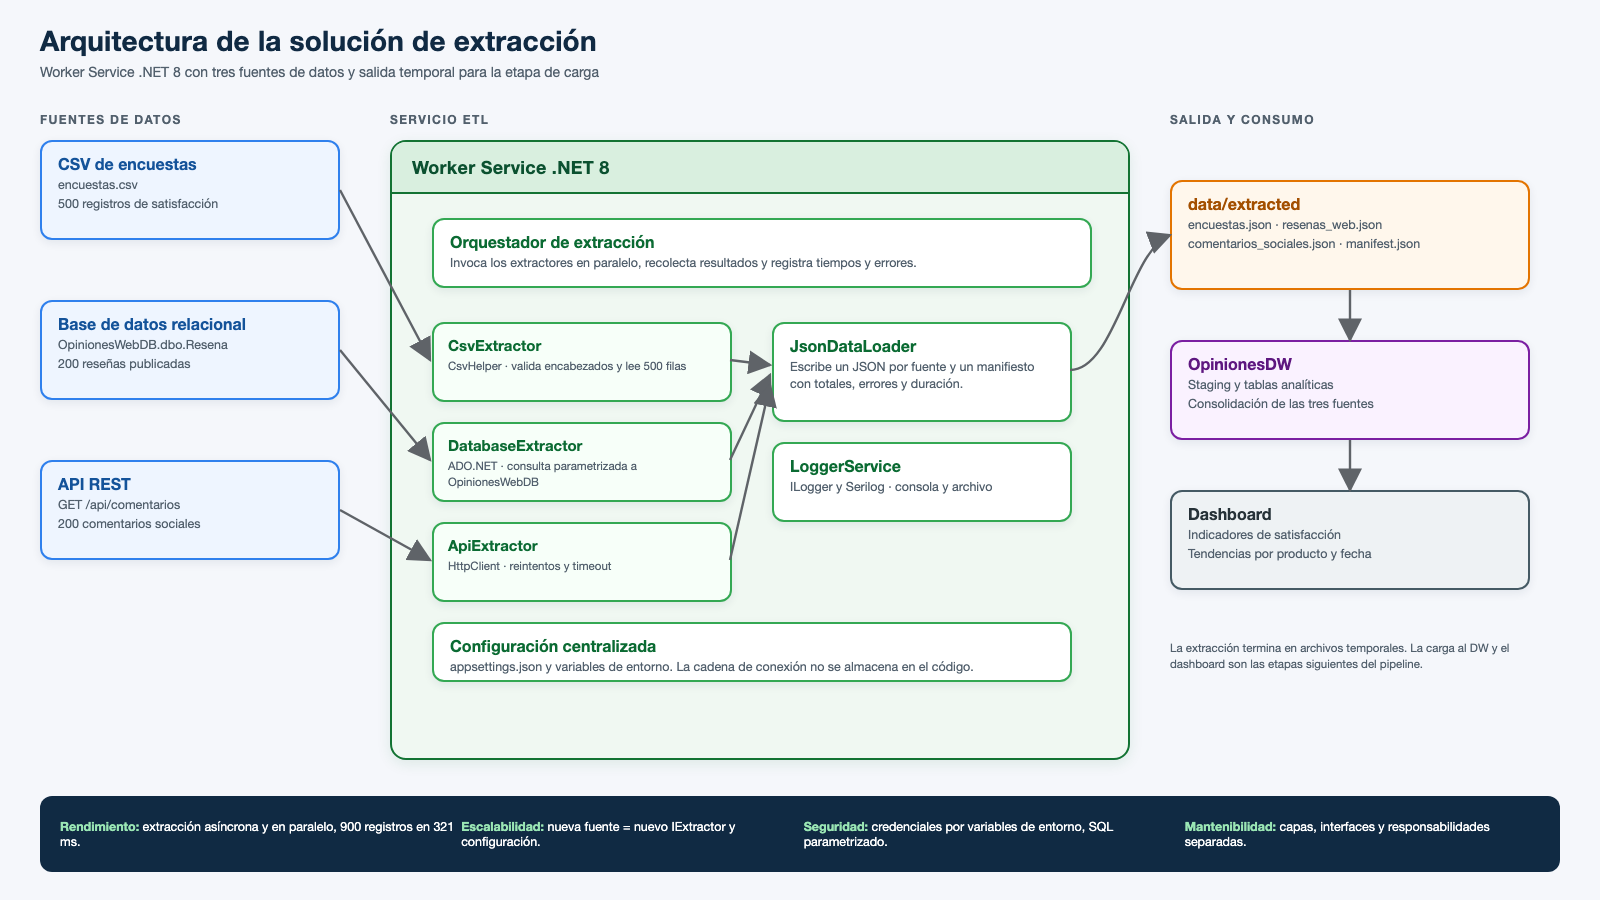 Arquitectura de la solución de extracción
Worker Service .NET 8 con tres fuentes de datos y salida temporal para la etapa de carga
FUENTES DE DATOS
CSV de encuestas
encuestas.csv
500 registros de satisfacción
Base de datos relacional
OpinionesWebDB.dbo.Resena
200 reseñas publicadas
API REST
GET /api/comentarios
200 comentarios sociales
SERVICIO ETL
Worker Service .NET 8
Orquestador de extracción
Invoca los extractores en paralelo, recolecta resultados y registra tiempos y errores.
CsvExtractor
CsvHelper · valida encabezados y lee 500 filas
DatabaseExtractor
ADO.NET · consulta parametrizada a
OpinionesWebDB
ApiExtractor
HttpClient · reintentos y timeout
JsonDataLoader
Escribe un JSON por fuente y un manifiesto
con totales, errores y duración.
LoggerService
ILogger y Serilog · consola y archivo
Configuración centralizada
appsettings.json y variables de entorno. La cadena de conexión no se almacena en el código.
SALIDA Y CONSUMO
data/extracted
encuestas.json · resenas_web.json
comentarios_sociales.json · manifest.json
OpinionesDW
Staging y tablas analíticas
Consolidación de las tres fuentes
Dashboard
Indicadores de satisfacción
Tendencias por producto y fecha
La extracción termina en archivos temporales. La carga al DW y el
dashboard son las etapas siguientes del pipeline.
Rendimiento: extracción asíncrona y en paralelo, 900 registros en 321
ms.
Escalabilidad: nueva fuente = nuevo IExtractor y
configuración.
Seguridad: credenciales por variables de entorno, SQL
parametrizado.
Mantenibilidad: capas, interfaces y responsabilidades
separadas.